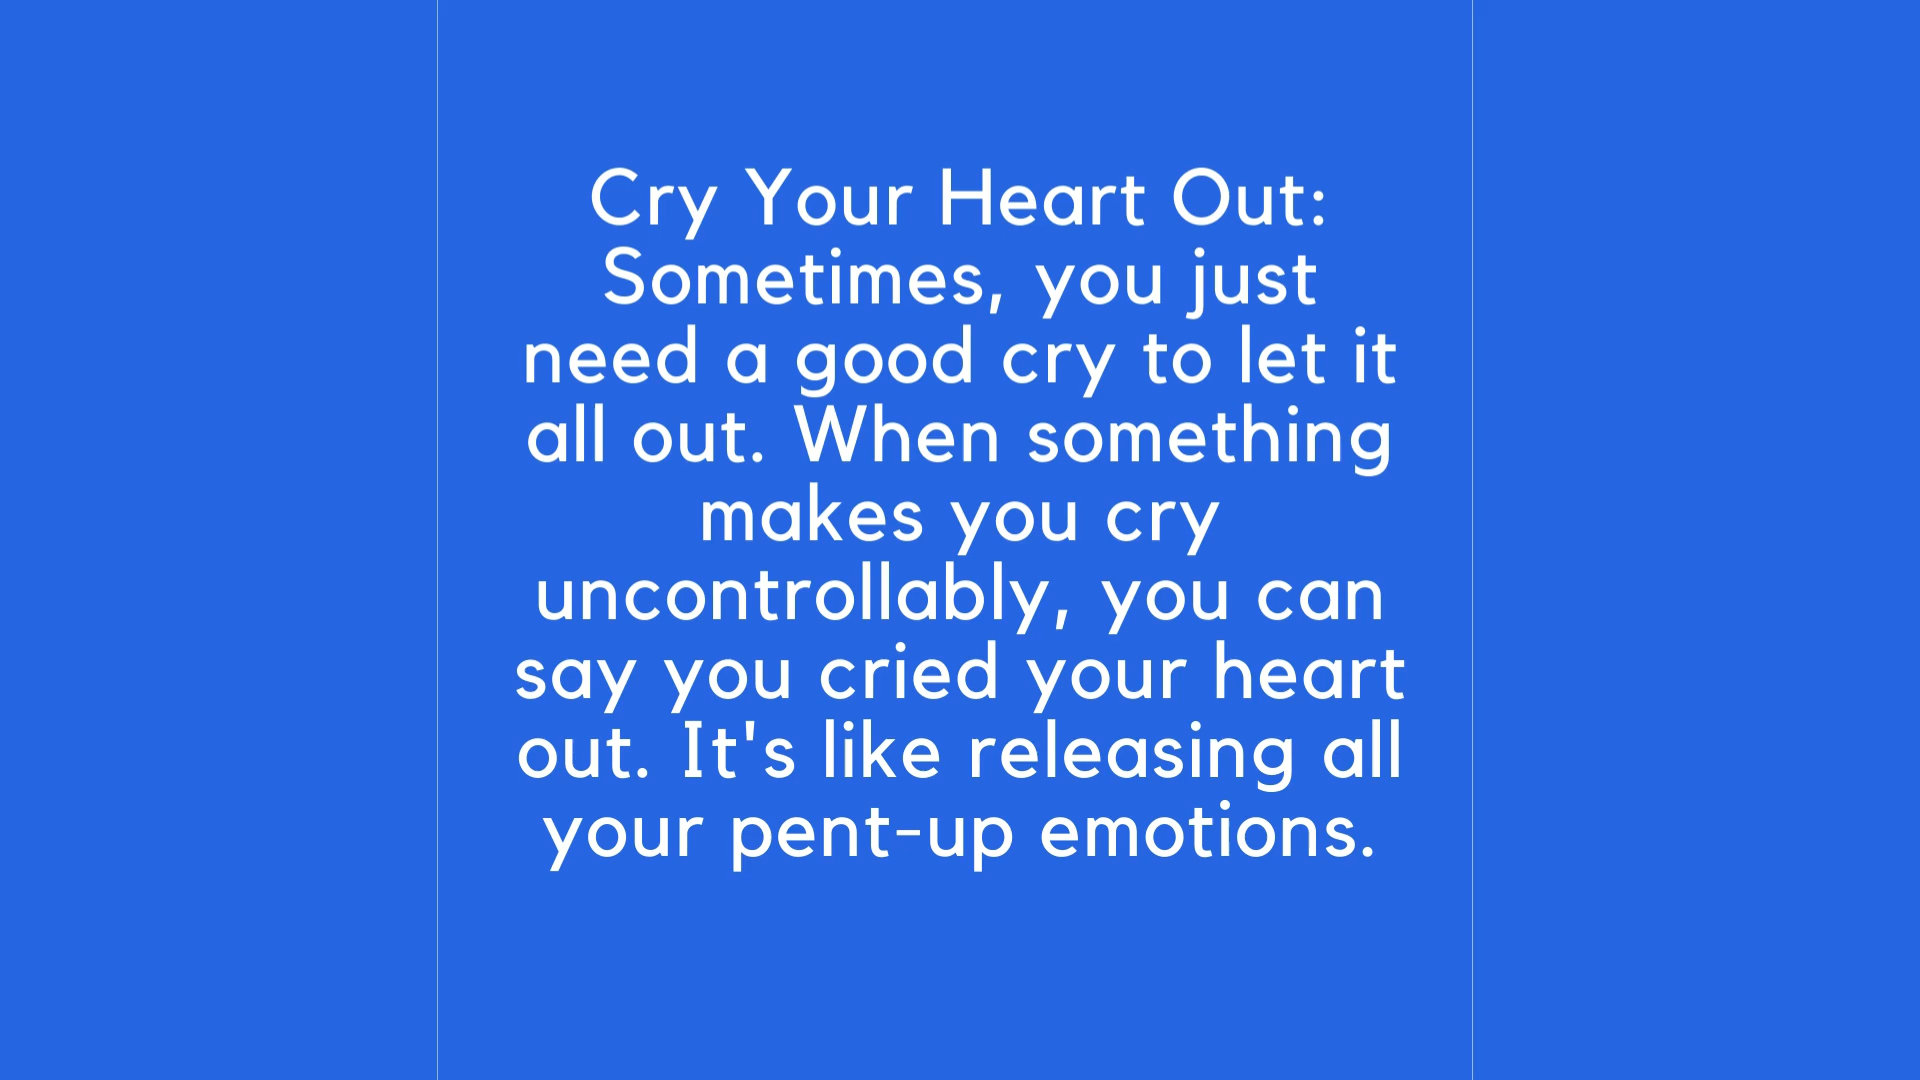 Cry Your Heart Out:
Sometimes, you just
need a good cry to let it
all out. When something
makes you cry
uncontrollably, you can
say you cried your heart
out. It's like releasing all
your pent-up emotions.